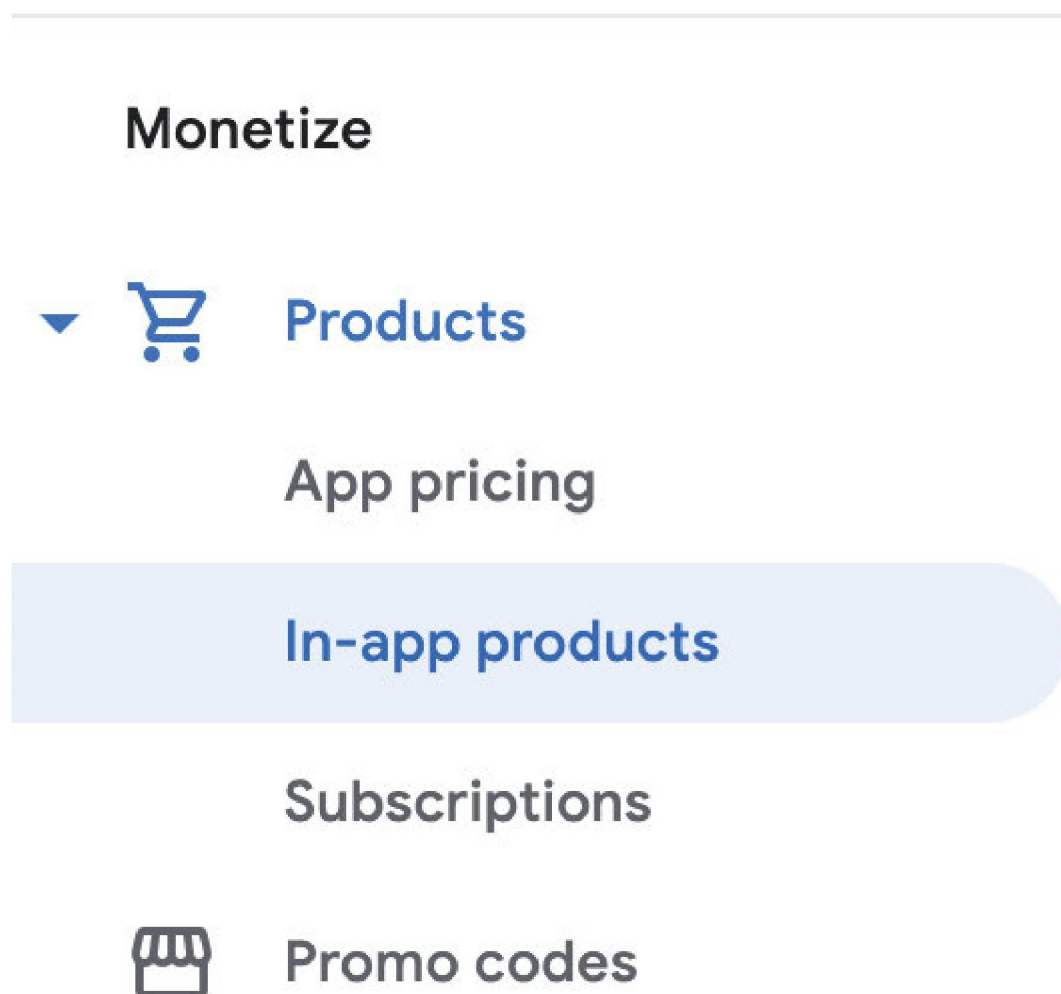 Monetize
Products
App pricing
In-app products
Subscriptions
Promo codes